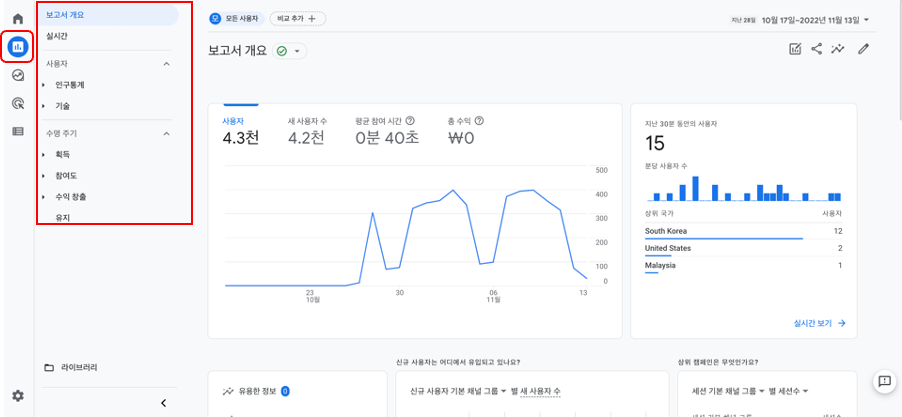 보고서 개요
실시간
사용자
인구통계
기술
수명 주기
획득
참여도
수익 창출
유지
라이브러리
모 모든 사용자 비교 추가 +
지난 28일 10월 17일~2022년 11월 13일
보고서 개요
사용자 새 사용자 수 평균 참여 시간 총 수익
4.3천 4.2천 0분 40초 ₩0
500
400
300
200
100
0
23 30 06 13
10월 11월
지난 30분 동안의 사용자
15
분당 사용자 수
상위 국가 사용자
South Korea 12
United States 2
Malaysia 1
실시간 보기
유용한 정보 0
신규 사용자는 어디에서 유입되고 있나요?
신규 사용자 기본 채널 그룹 별 새 사용자 수
상위 캠페인은 무엇인가요?
세션 기본 채널 그룹 별 세션수